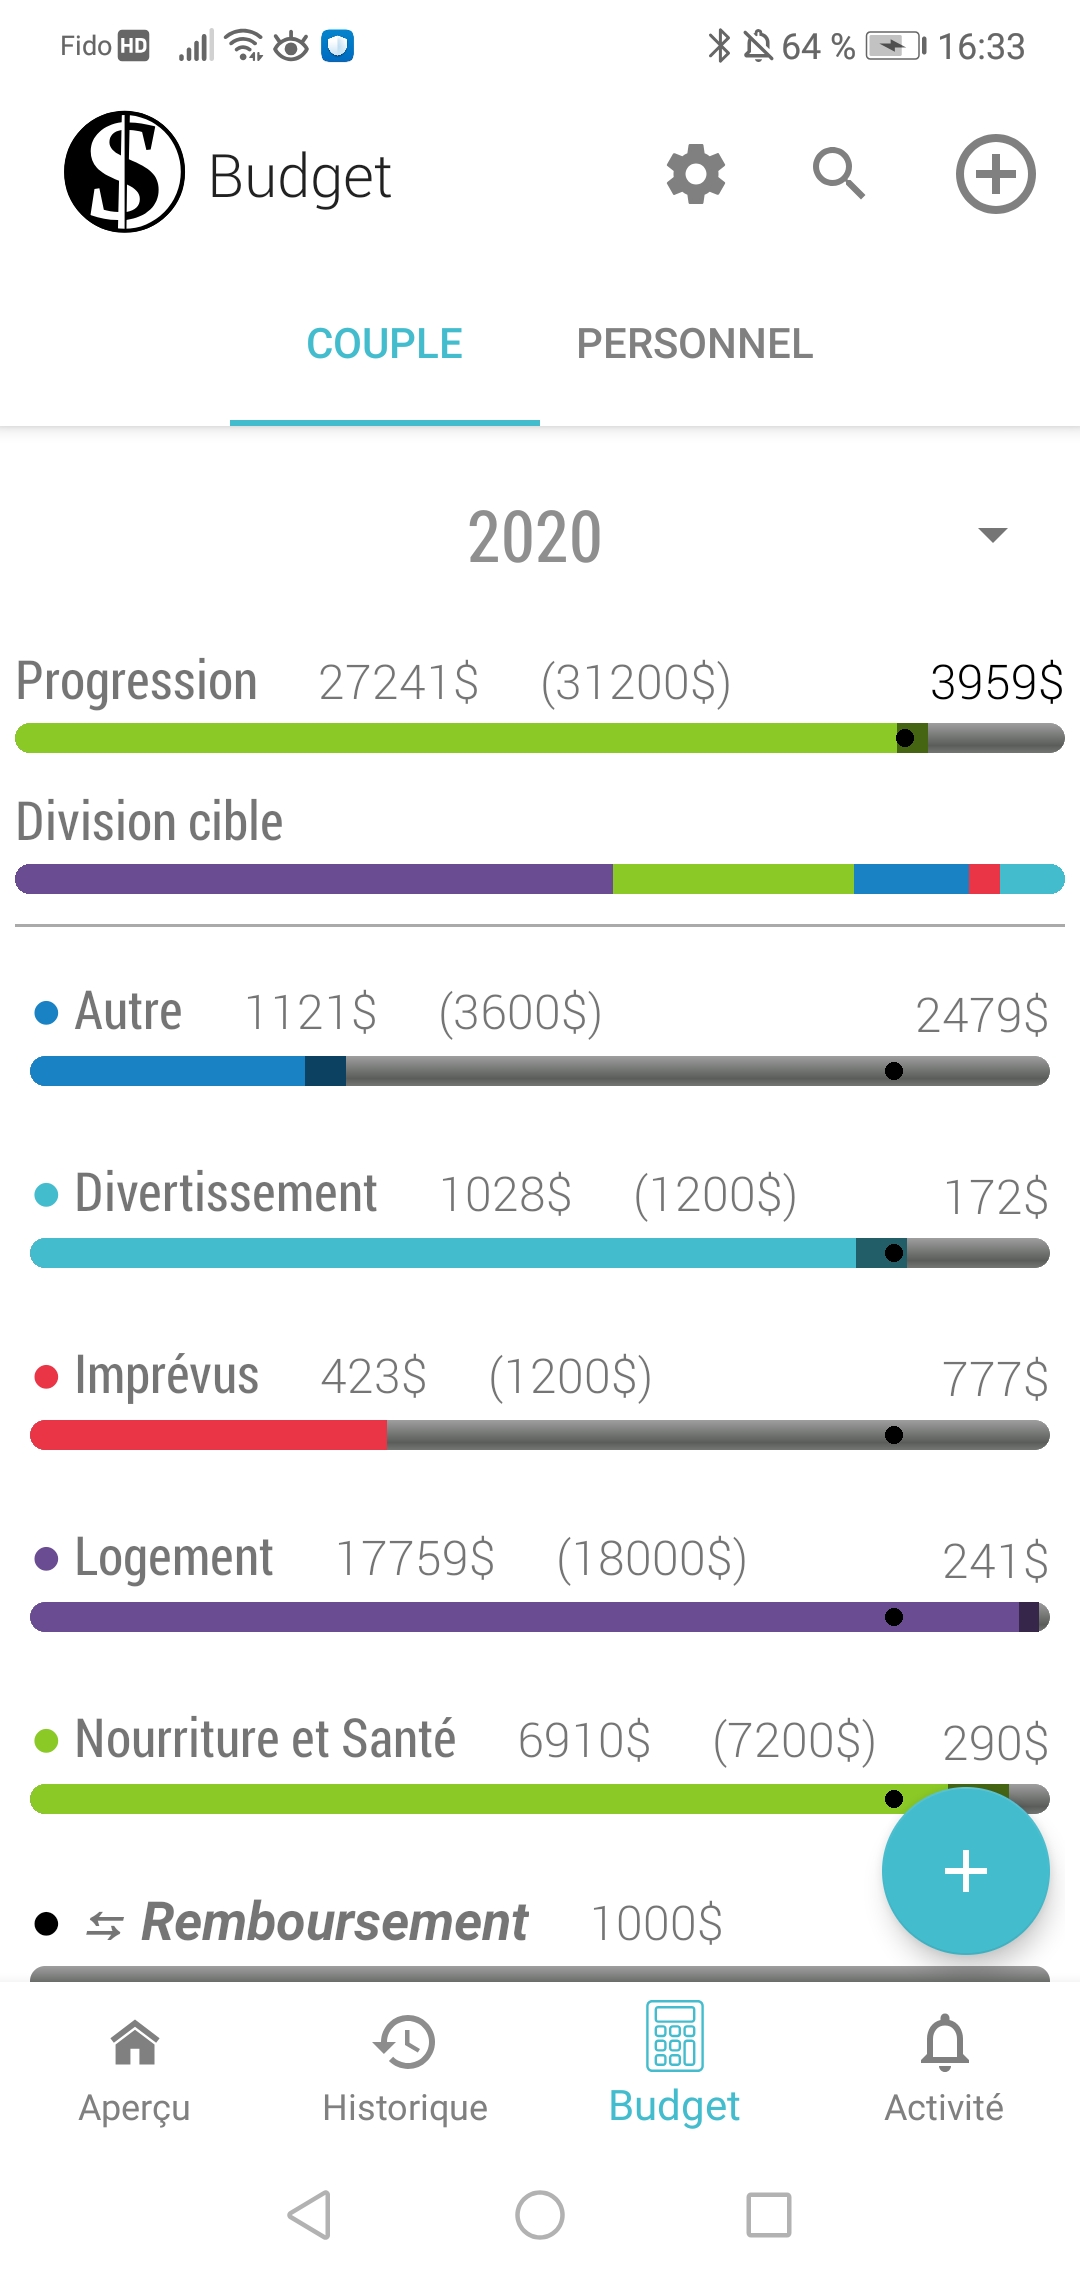 Fido HD 64 % 16:33
$ Budget
COUPLE PERSONNEL
2020
Progression 27241$ (31200$) 3959$
Division cible
Autre 1121$ (3600$) 2479$
Divertissement 1028$ (1200$) 172$
Imprévus 423$ (1200$) 777$
Logement 17759$ (18000$) 241$
Nourriture et Santé 6910$ (7200$) 290$
Remboursement 1000$
Aperçu Historique Budget Activité